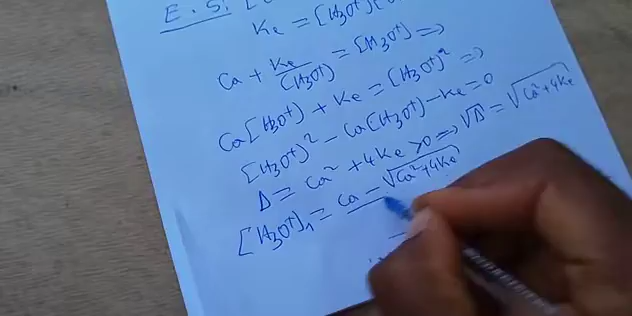 E.S: [
Ke = [H3O+](O
Ca + Ke/[H3O+] = [H3O+] =>
Ca[H3O+] + Ke = [H3O+]² =>
[H3O+]² - Ca[H3O+] - Ke = 0
Δ = Ca² + 4Ke > 0 => √Δ = √Ca²+4Ke
[H3O+]1 = Ca - √Ca²+4Ke